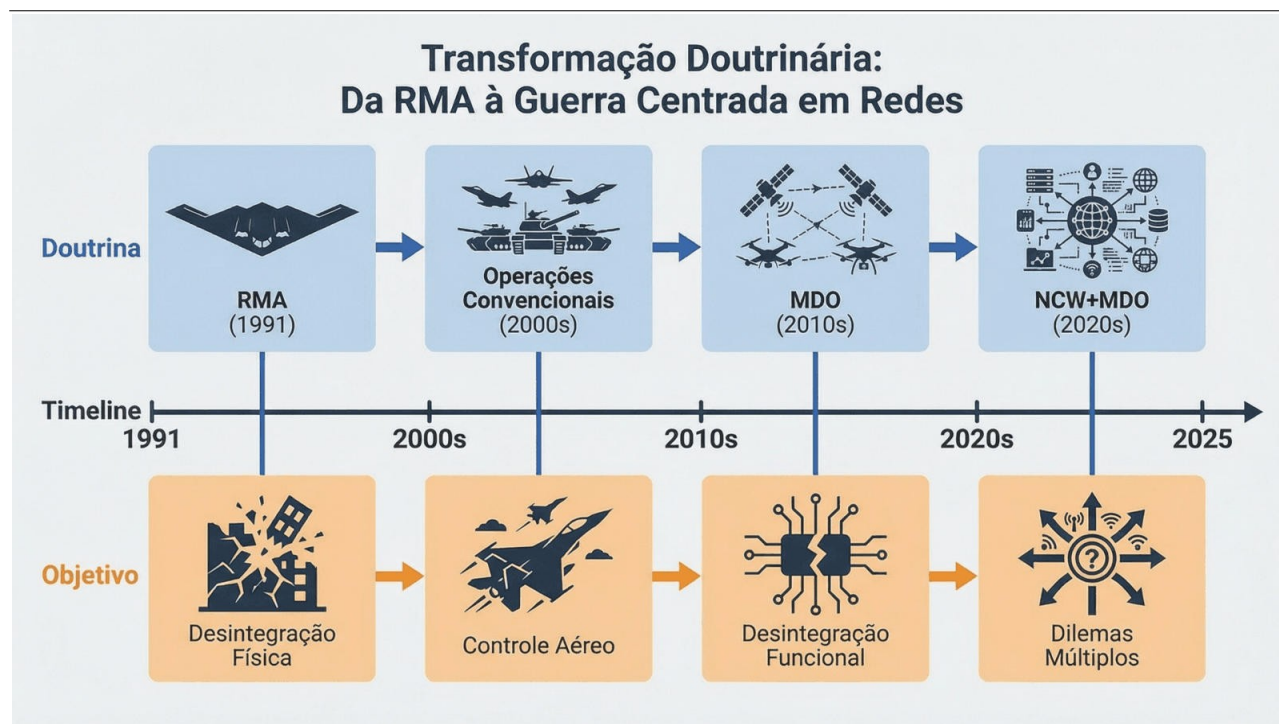 Transformação Doutrinária:
Da RMA à Guerra Centrada em Redes
Doutrina
RMA
(1991)
Operações
Convencionais
(2000s)
MDO
(2010s)
NCW+MDO
(2020s)
Timeline
1991
2000s
2010s
2020s
2025
Objetivo
Desintegração
Física
Controle Aéreo
Desintegração
Funcional
?
Dilemas
Múltiplos